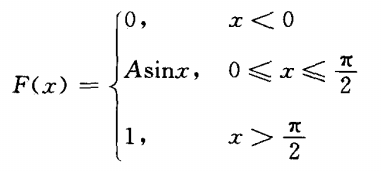 F(x) = { 0, x < 0
A sin x, 0 ⩽ x ⩽ π/2
1, x > π/2